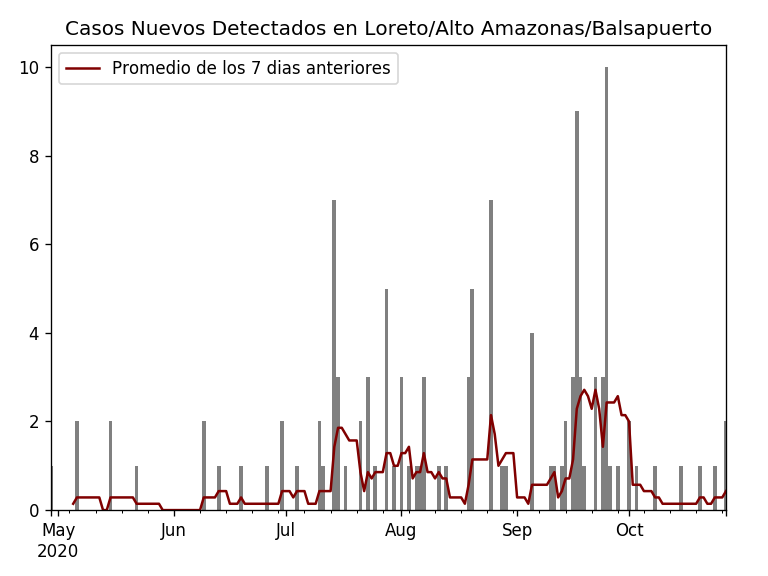 Casos Nuevos Detectados en Loreto/Alto Amazonas/Balsapuerto
Promedio de los 7 dias anteriores
10
8
6
4
2
0
May Jun Jul Aug Sep Oct
2020